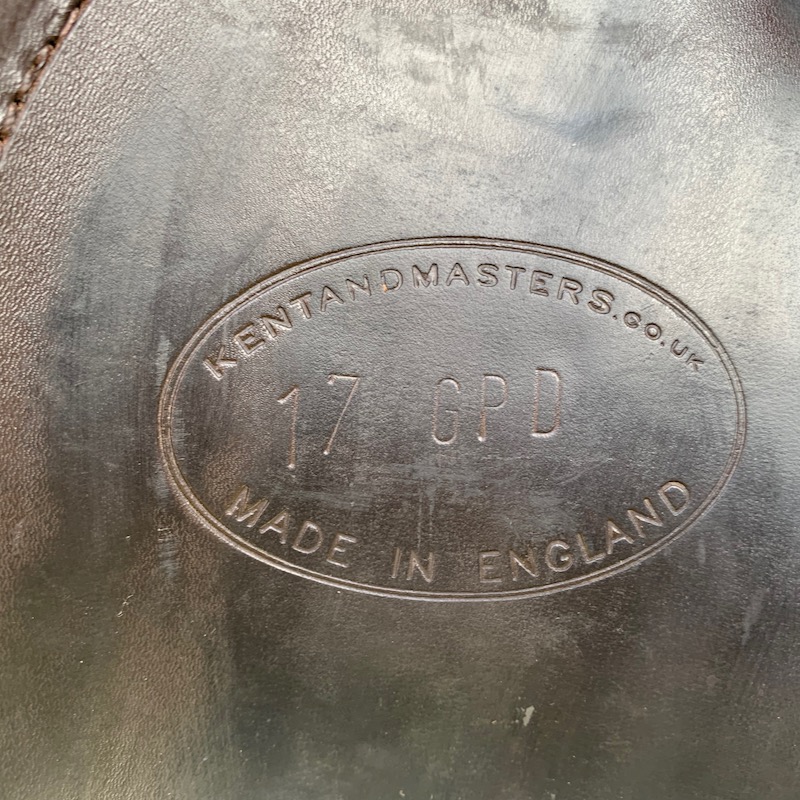 KENTANDMASTERS.CO.UK
17 GPD
MADE IN ENGLAND